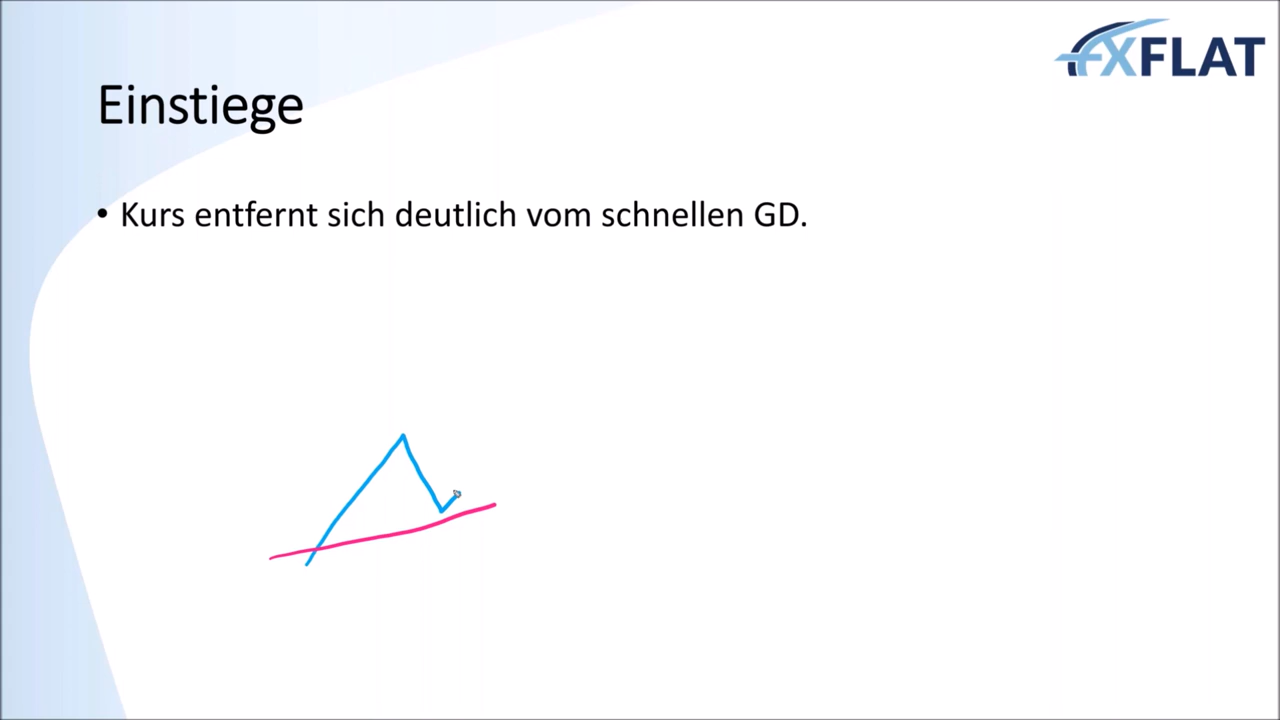 FXFLAT
Einstiege
• Kurs entfernt sich deutlich vom schnellen GD.